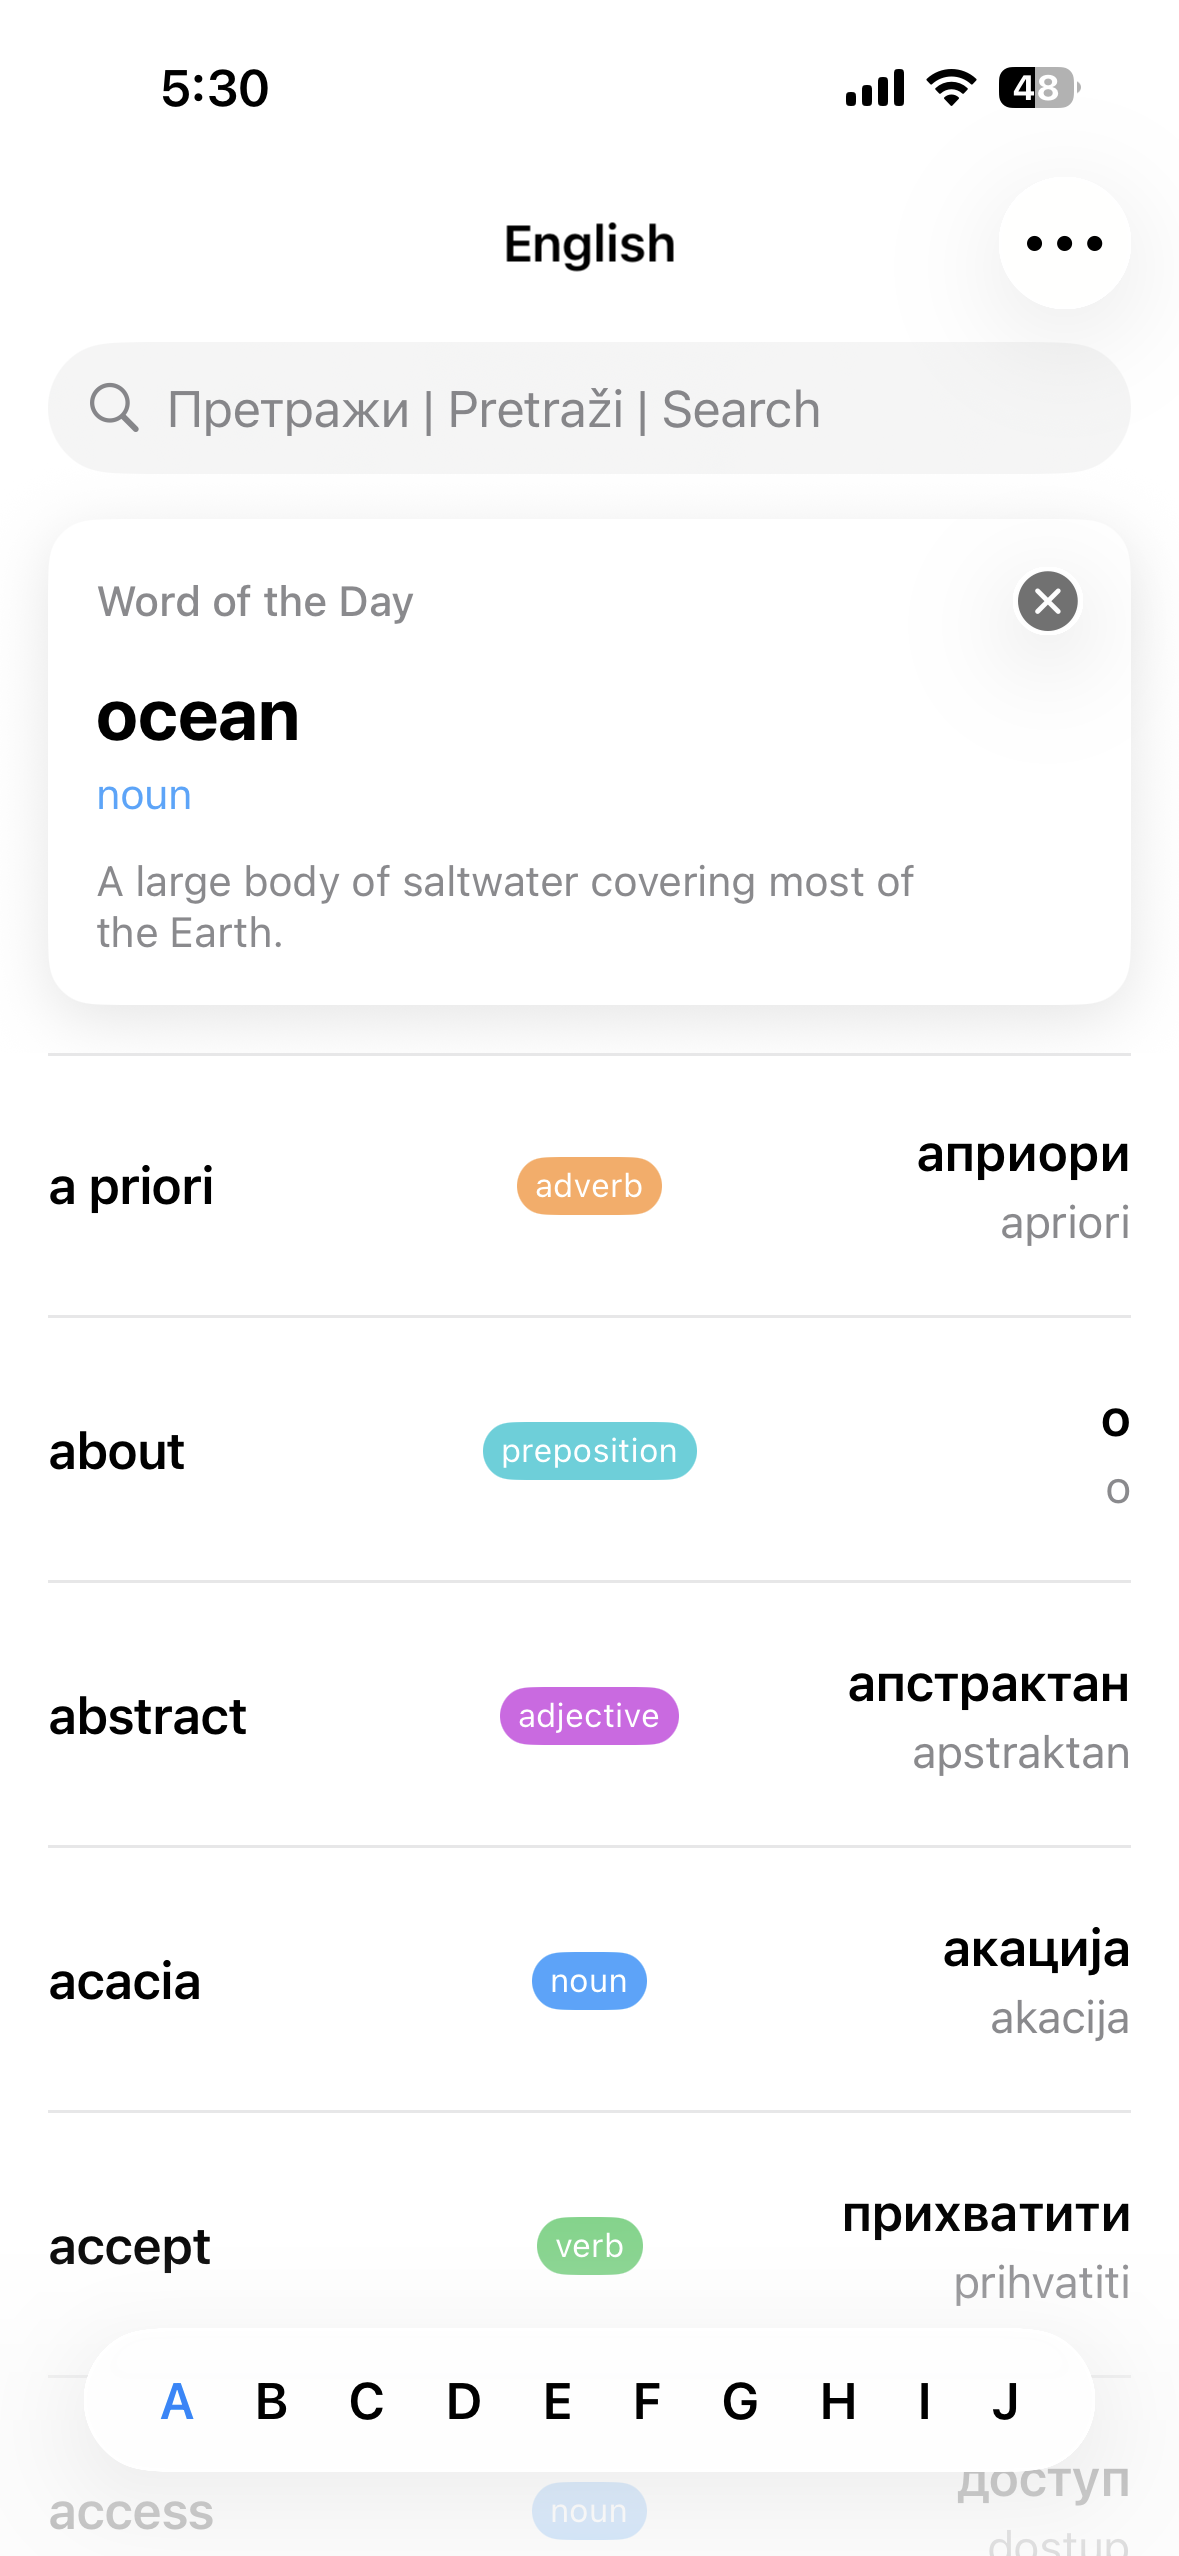 5:30
48
English
Претражи | Pretraži | Search
Word of the Day
ocean
noun
A large body of saltwater covering most of
the Earth.
a priori adverb априори
apriori
about preposition о
o
abstract adjective апстрактан
apstraktan
acacia noun акација
akacija
accept verb прихватити
prihvatiti
A B C D E F G H I J
access noun доступ
dostup